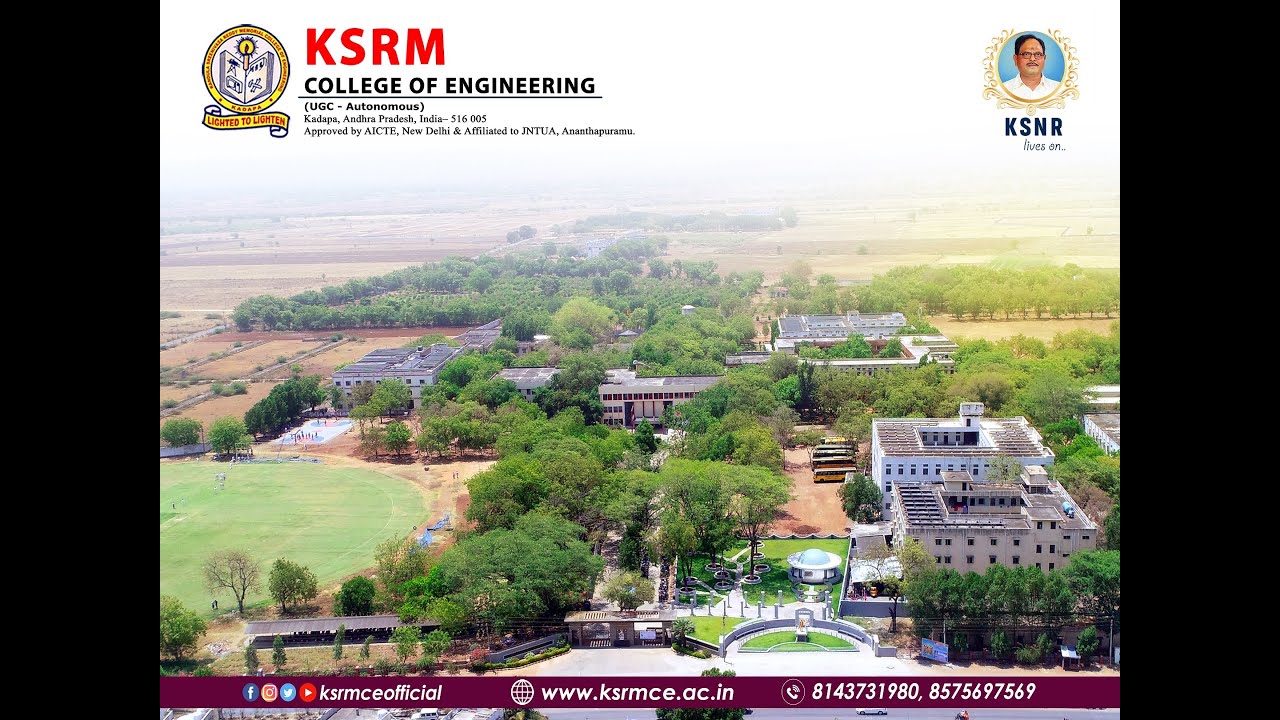 KSRM
COLLEGE OF ENGINEERING
(UGC - Autonomous)
Kadapa, Andhra Pradesh, India– 516 005
Approved by AICTE, New Delhi & Affiliated to JNTUA, Ananthapuramu.
KADAPA
LIGHTED TO LIGHTEN
KSNR
lives on..
ksrmceofficial
www.ksrmce.ac.in
8143731980, 8575697569